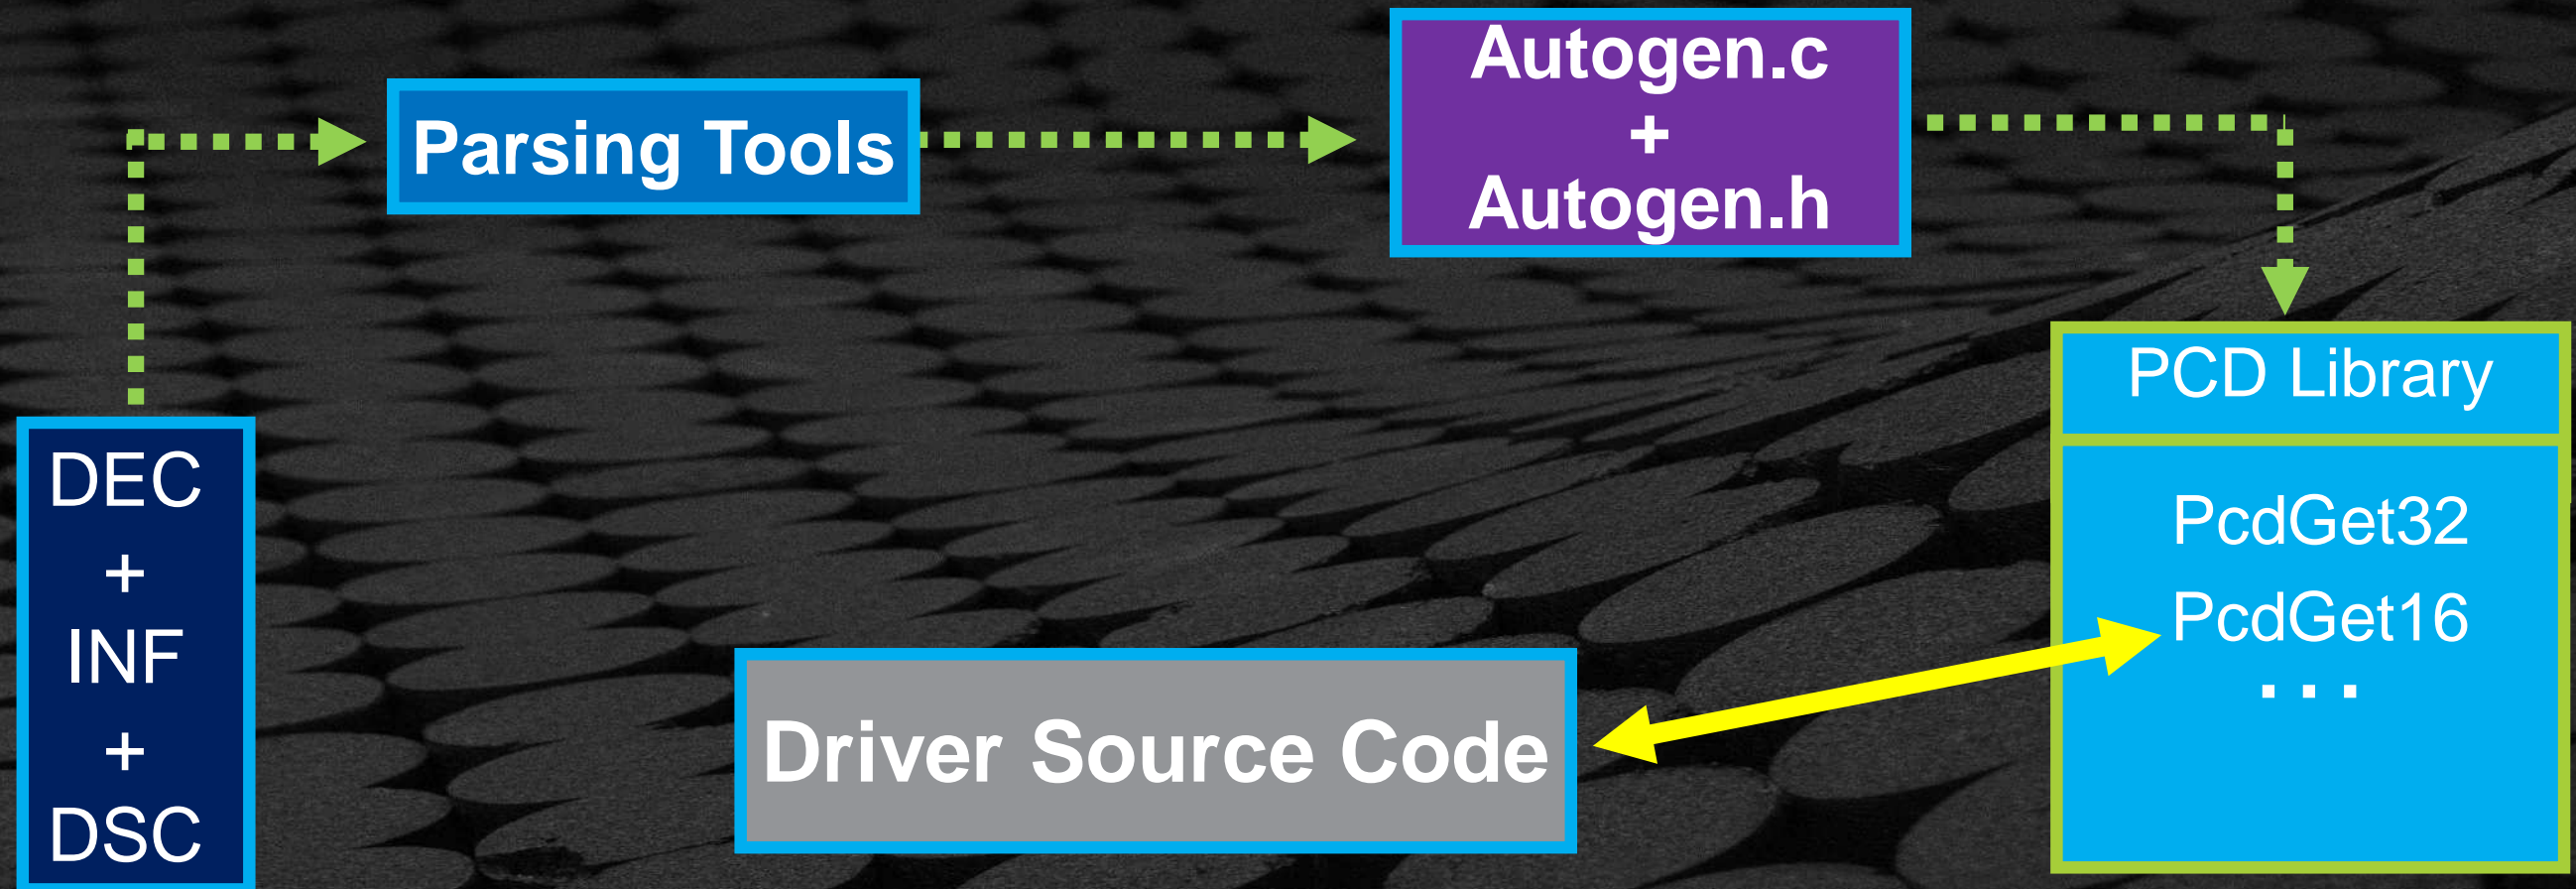 Parsing Tools
Autogen.c
+
Autogen.h
DEC
+
INF
+
DSC
Driver Source Code
PCD Library
PcdGet32
PcdGet16
...